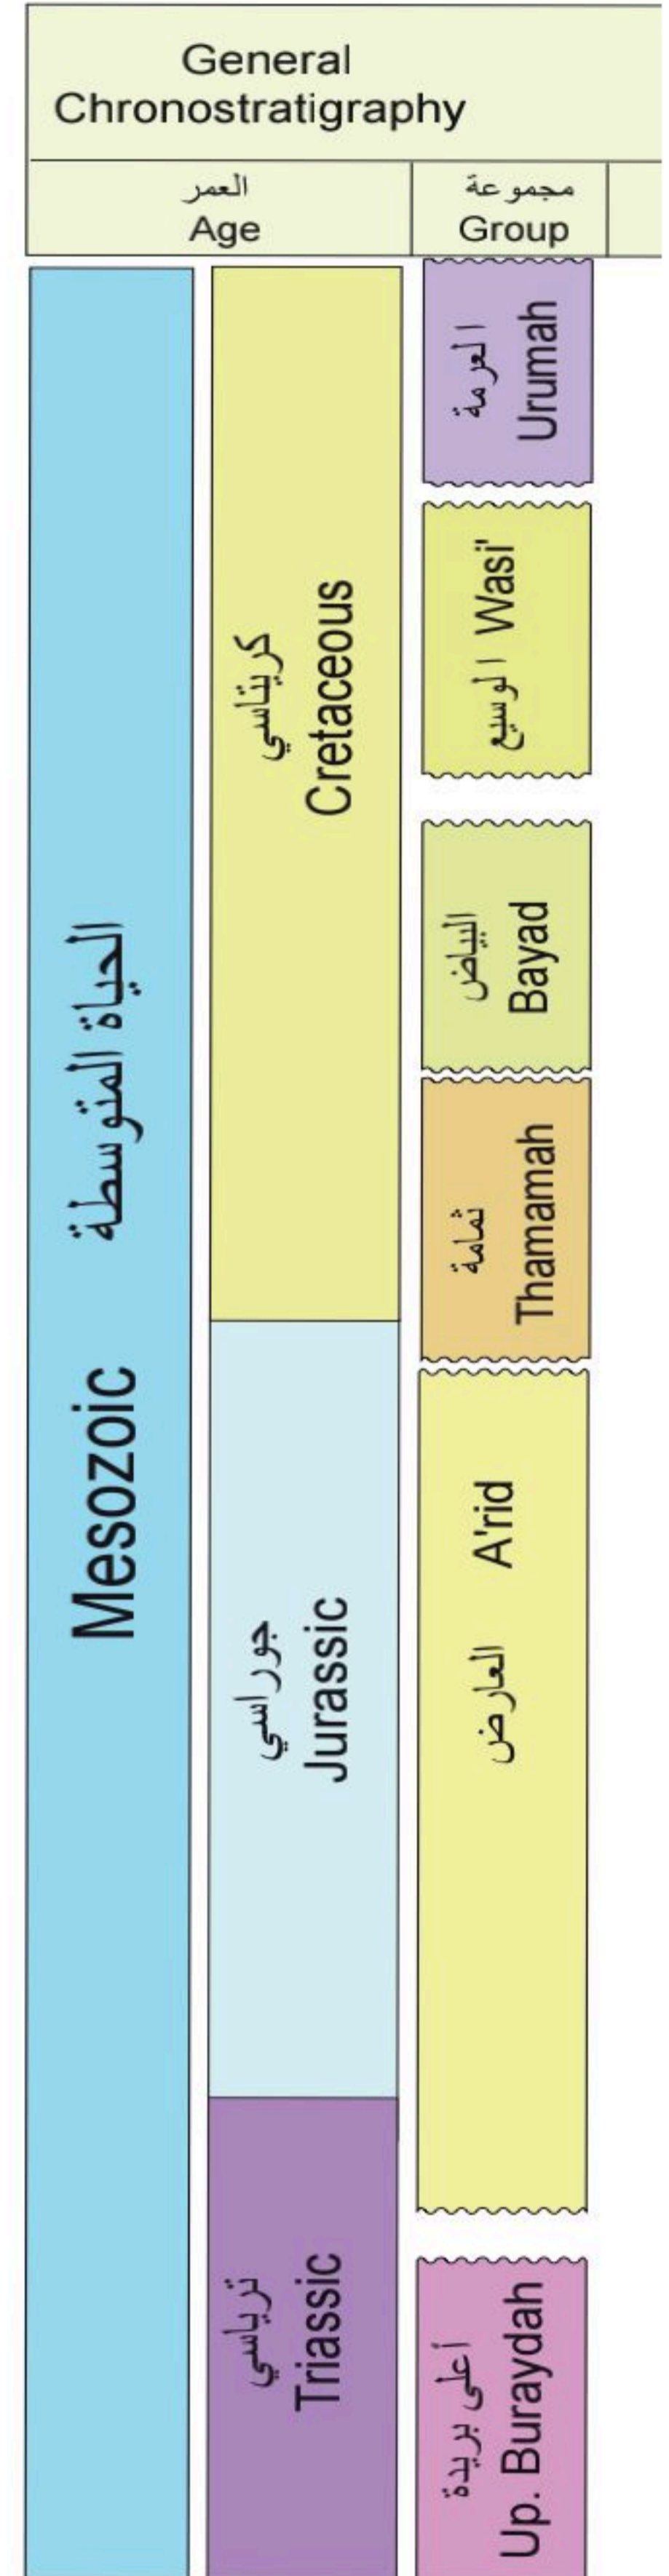 General
Chronostratigraphy
العمر
Age
مجموعة
Group
الحياة المتوسطة
Mesozoic
كريتاسي
Cretaceous
جوراسي
Jurassic
ترياسي
Triassic
العرمة
Urumah
الوسيع Wasi'
البياض
Bayad
ثمامة
Thamamah
العارض A'rid
أعلى بريدة
Up. Buraydah